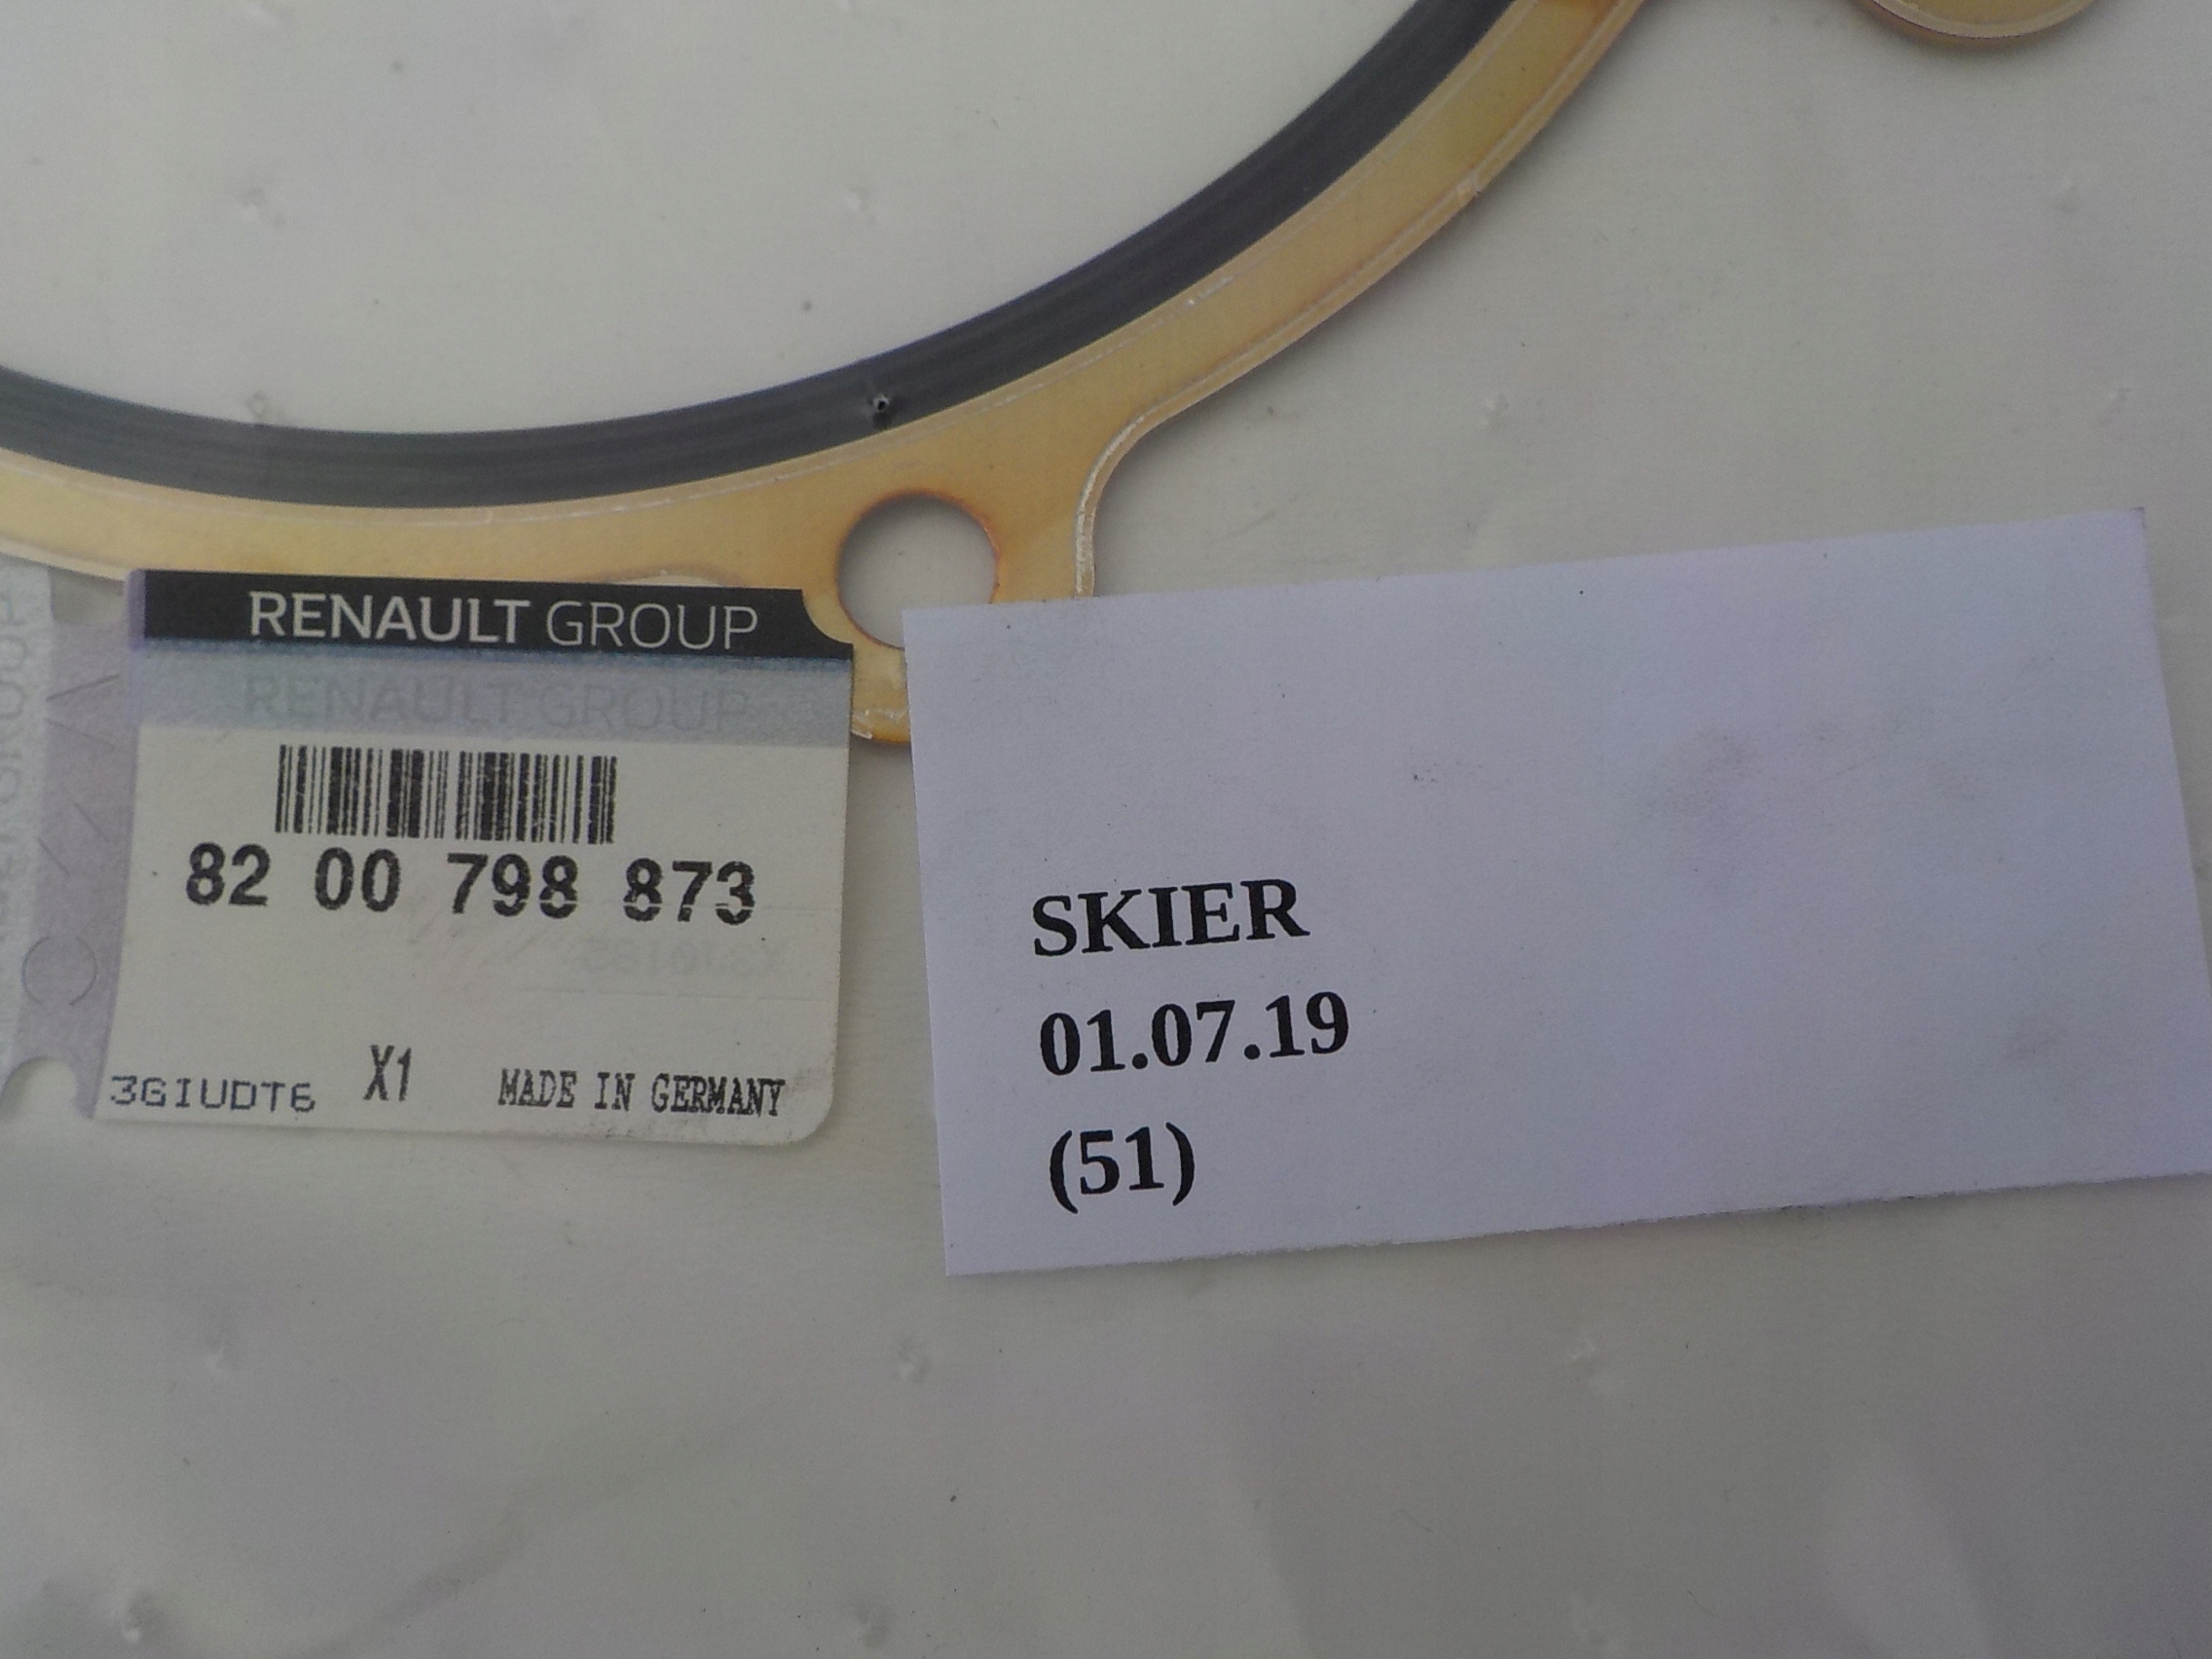 RENAULT GROUP
RENAULT GROUP
82 00 798 873
3GIUDT6 X1 MADE IN GERMANY
SKIER
01.07.19
(51)